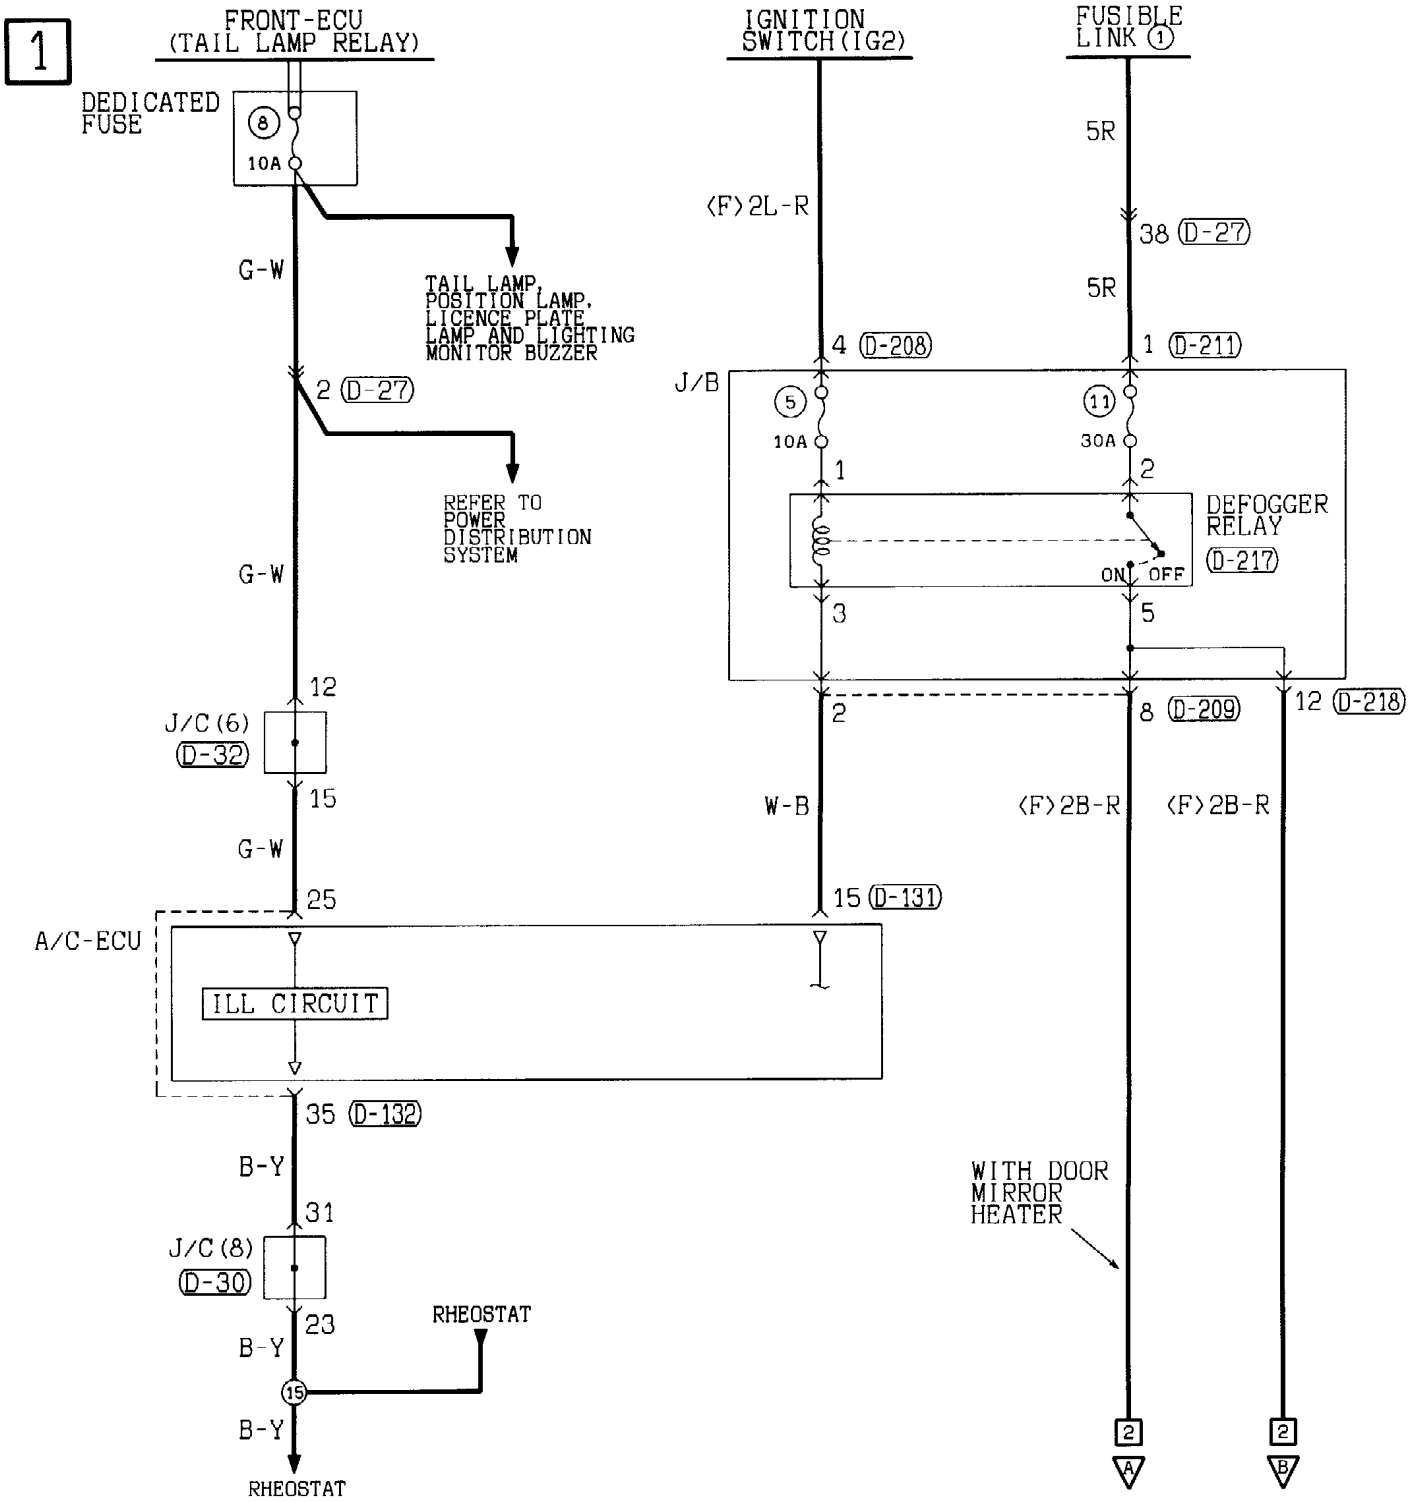 1
FRONT-ECU
(TAIL LAMP RELAY)
IGNITION
SWITCH(IG2)
FUSIBLE
LINK ①
DEDICATED
FUSE
8
10A
5R
<F>2L-R
38 (D-27)
G-W
TAIL LAMP,
POSITION LAMP,
LICENCE PLATE
LAMP AND LIGHTING
MONITOR BUZZER
5R
4 (D-208)
1 (D-211)
J/B
2 (D-27)
5
10A
11
30A
1
2
REFER TO
POWER
DISTRIBUTION
SYSTEM
DEFOGGER
RELAY
(D-217)
ON OFF
G-W
3
5
12
J/C(6)
(D-32)
2
8 (D-209)
12 (D-218)
15
W-B
<F>2B-R
<F>2B-R
G-W
25
15 (D-131)
A/C-ECU
ILL CIRCUIT
35 (D-132)
B-Y
WITH DOOR
MIRROR
HEATER
31
J/C(8)
(D-30)
23
RHEOSTAT
B-Y
15
B-Y
2
2
A
B
RHEOSTAT